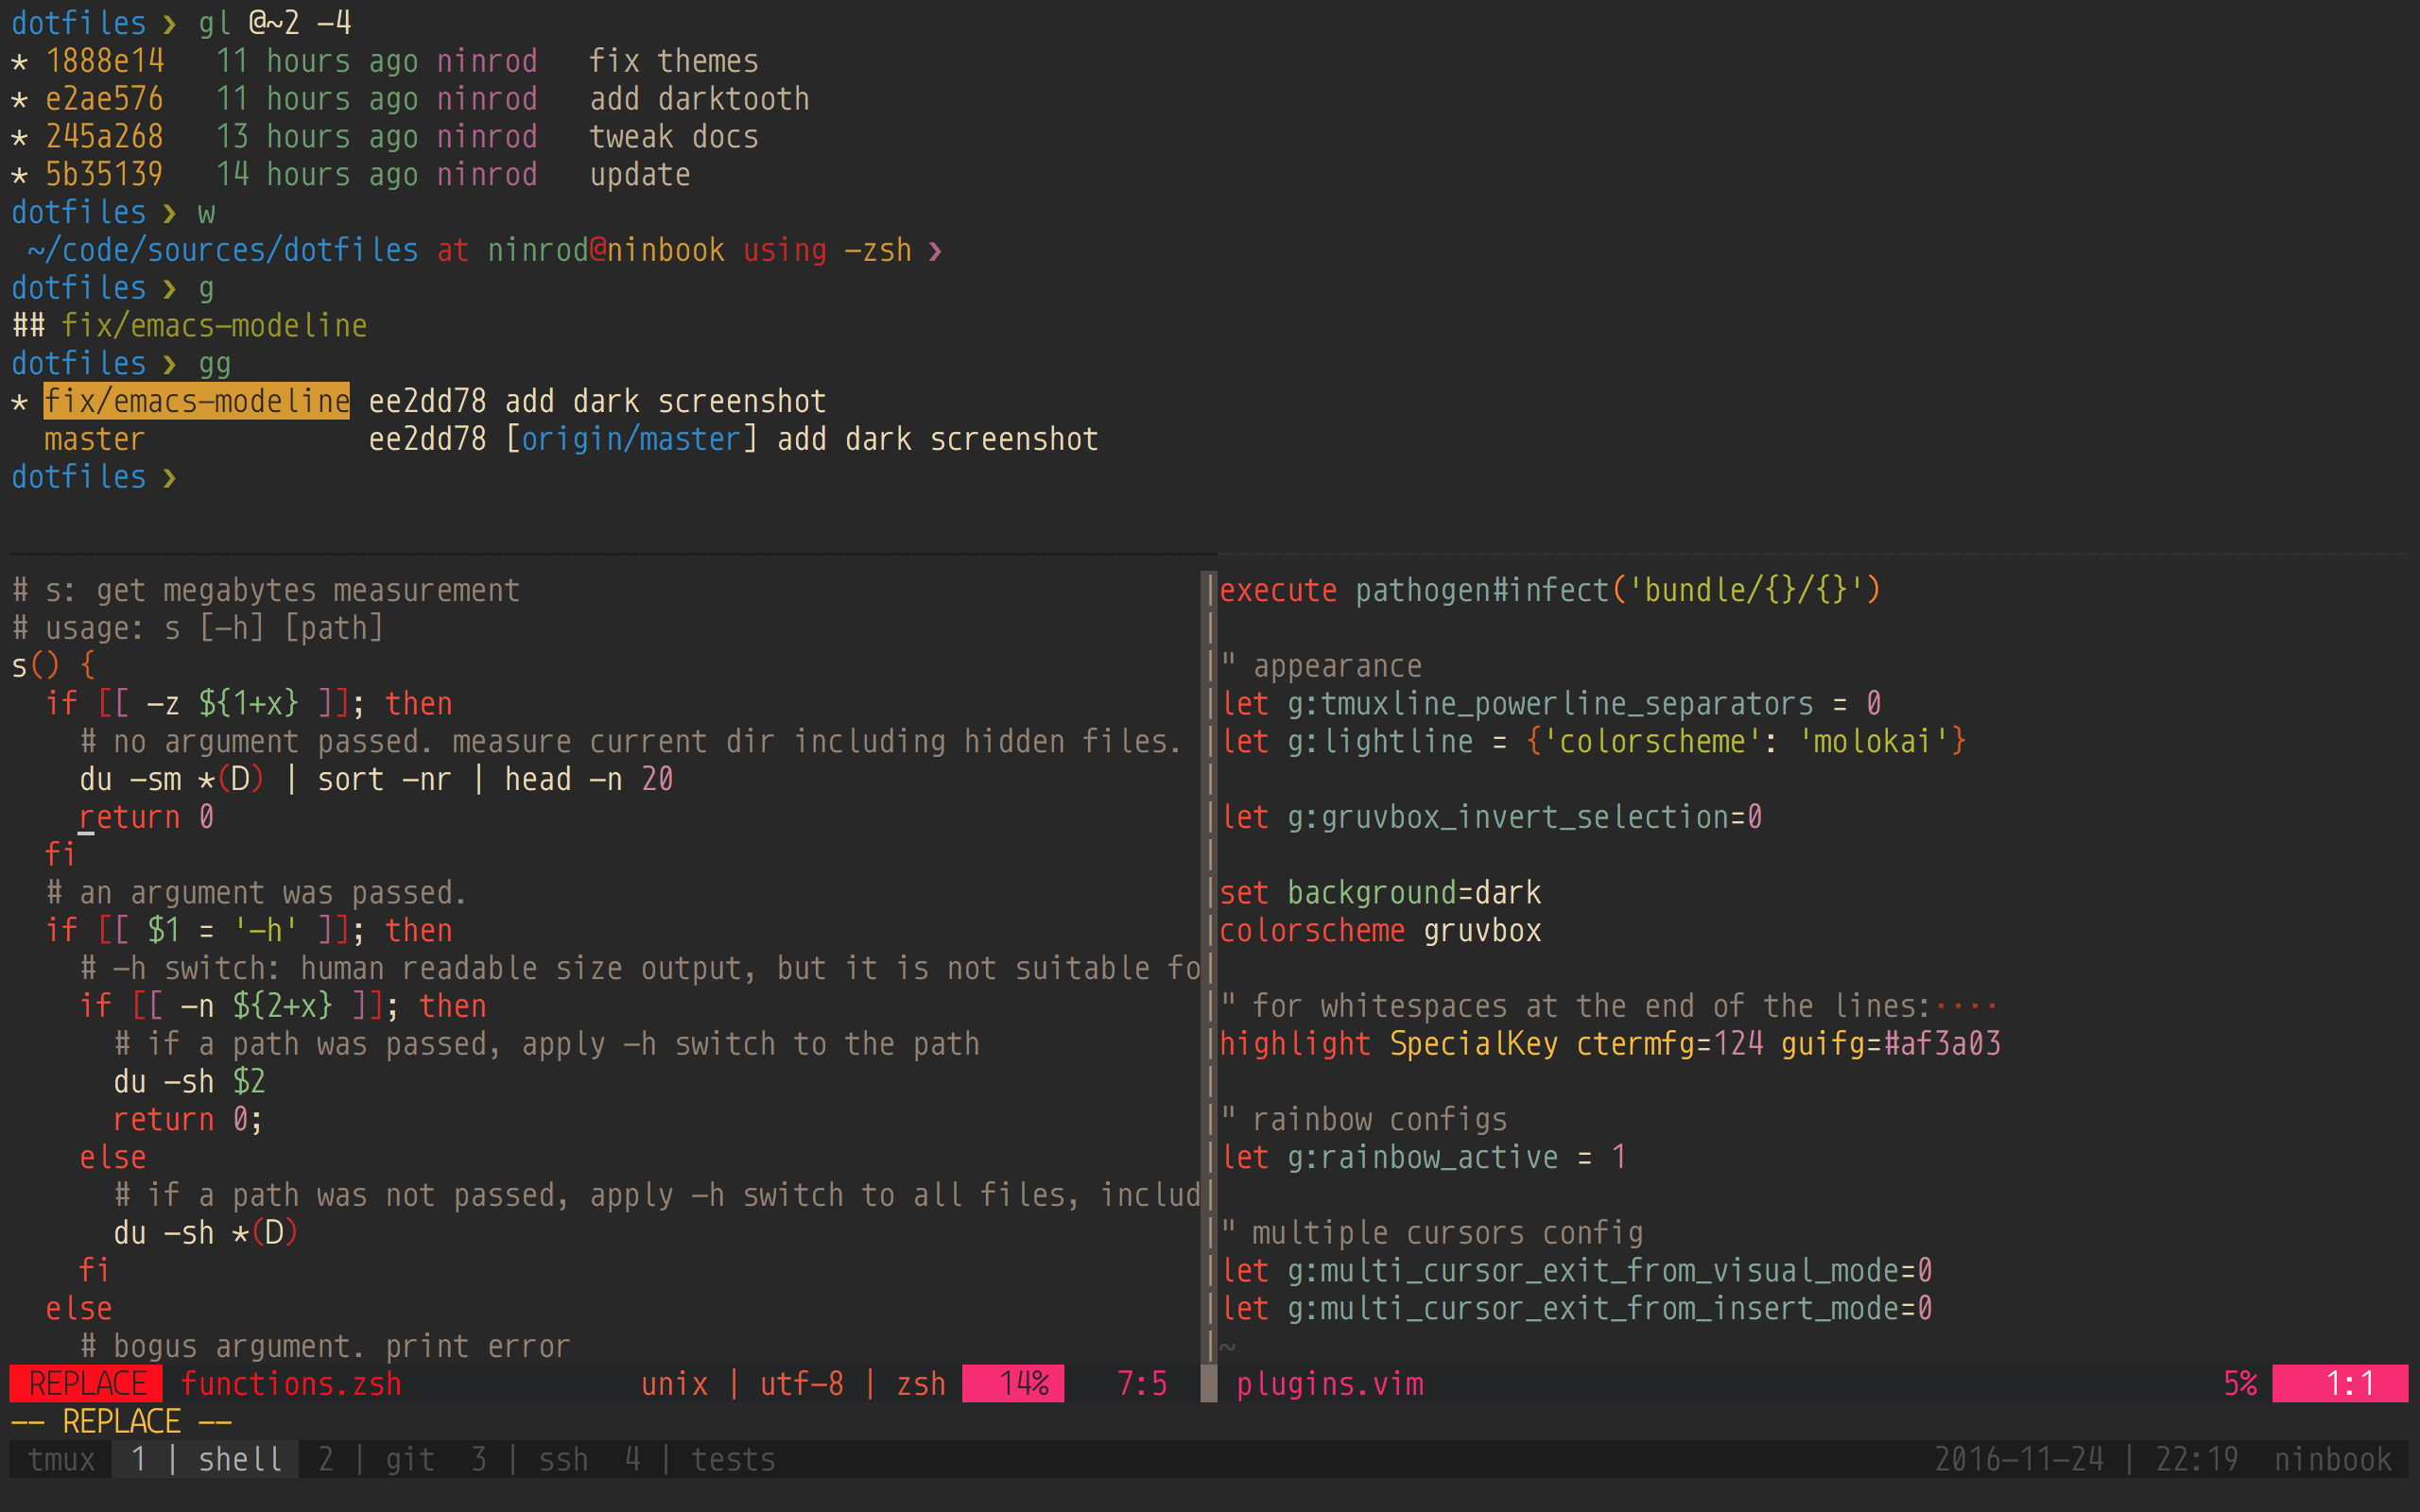 dotfiles ❯ gl @~2 -4
* 1888e14   11 hours ago ninrod   fix themes
* e2ae576   11 hours ago ninrod   add darktooth
* 245a268   13 hours ago ninrod   tweak docs
* 5b35139   14 hours ago ninrod   update
dotfiles ❯ w
 ~/code/sources/dotfiles at ninrod@ninbook using -zsh ❯
dotfiles ❯ g
## fix/emacs-modeline
dotfiles ❯ gg
* fix/emacs-modeline ee2dd78 add dark screenshot
  master             ee2dd78 [origin/master] add dark screenshot
dotfiles ❯
# s: get megabytes measurement
# usage: s [-h] [path]
s() {
  if [[ -z ${1+x} ]]; then
    # no argument passed. measure current dir including hidden files.
    du -sm *(D) | sort -nr | head -n 20
    return 0
  fi
  # an argument was passed.
  if [[ $1 = '-h' ]]; then
    # -h switch: human readable size output, but it is not suitable fo
    if [[ -n ${2+x} ]]; then
      # if a path was passed, apply -h switch to the path
      du -sh $2
      return 0;
    else
      # if a path was not passed, apply -h switch to all files, includ
      du -sh *(D)
    fi
  else
    # bogus argument. print error
REPLACE functions.zsh unix | utf-8 | zsh 14% 7:5
execute pathogen#infect('bundle/{}/{}')
" appearance
let g:tmuxline_powerline_separators = 0
let g:lightline = {'colorscheme': 'molokai'}
let g:gruvbox_invert_selection=0
set background=dark
colorscheme gruvbox
" for whitespaces at the end of the lines:····
highlight SpecialKey ctermfg=124 guifg=#af3a03
" rainbow configs
let g:rainbow_active = 1
" multiple cursors config
let g:multi_cursor_exit_from_visual_mode=0
let g:multi_cursor_exit_from_insert_mode=0
~
plugins.vim 5% 1:1
-- REPLACE --
tmux 1 | shell 2 | git 3 | ssh 4 | tests 2016-11-24 | 22:19 ninbook